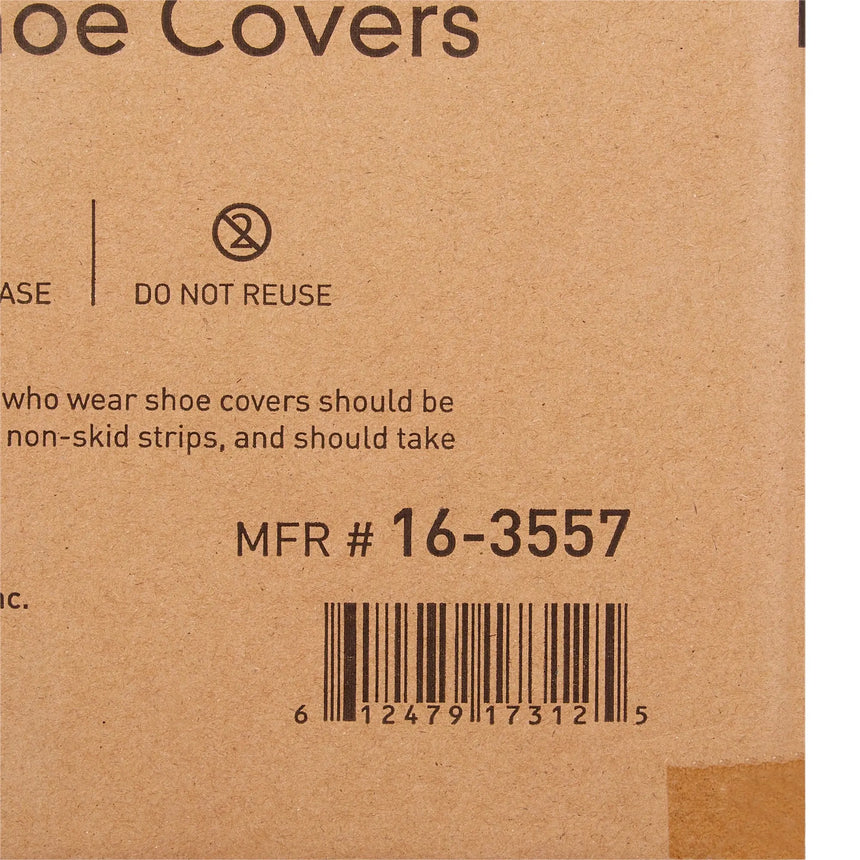 hoe Covers
2
ASE
DO NOT REUSE
who wear shoe covers should be
non-skid strips, and should take
MFR # 16-3557
nc.
6 12479 17312 5